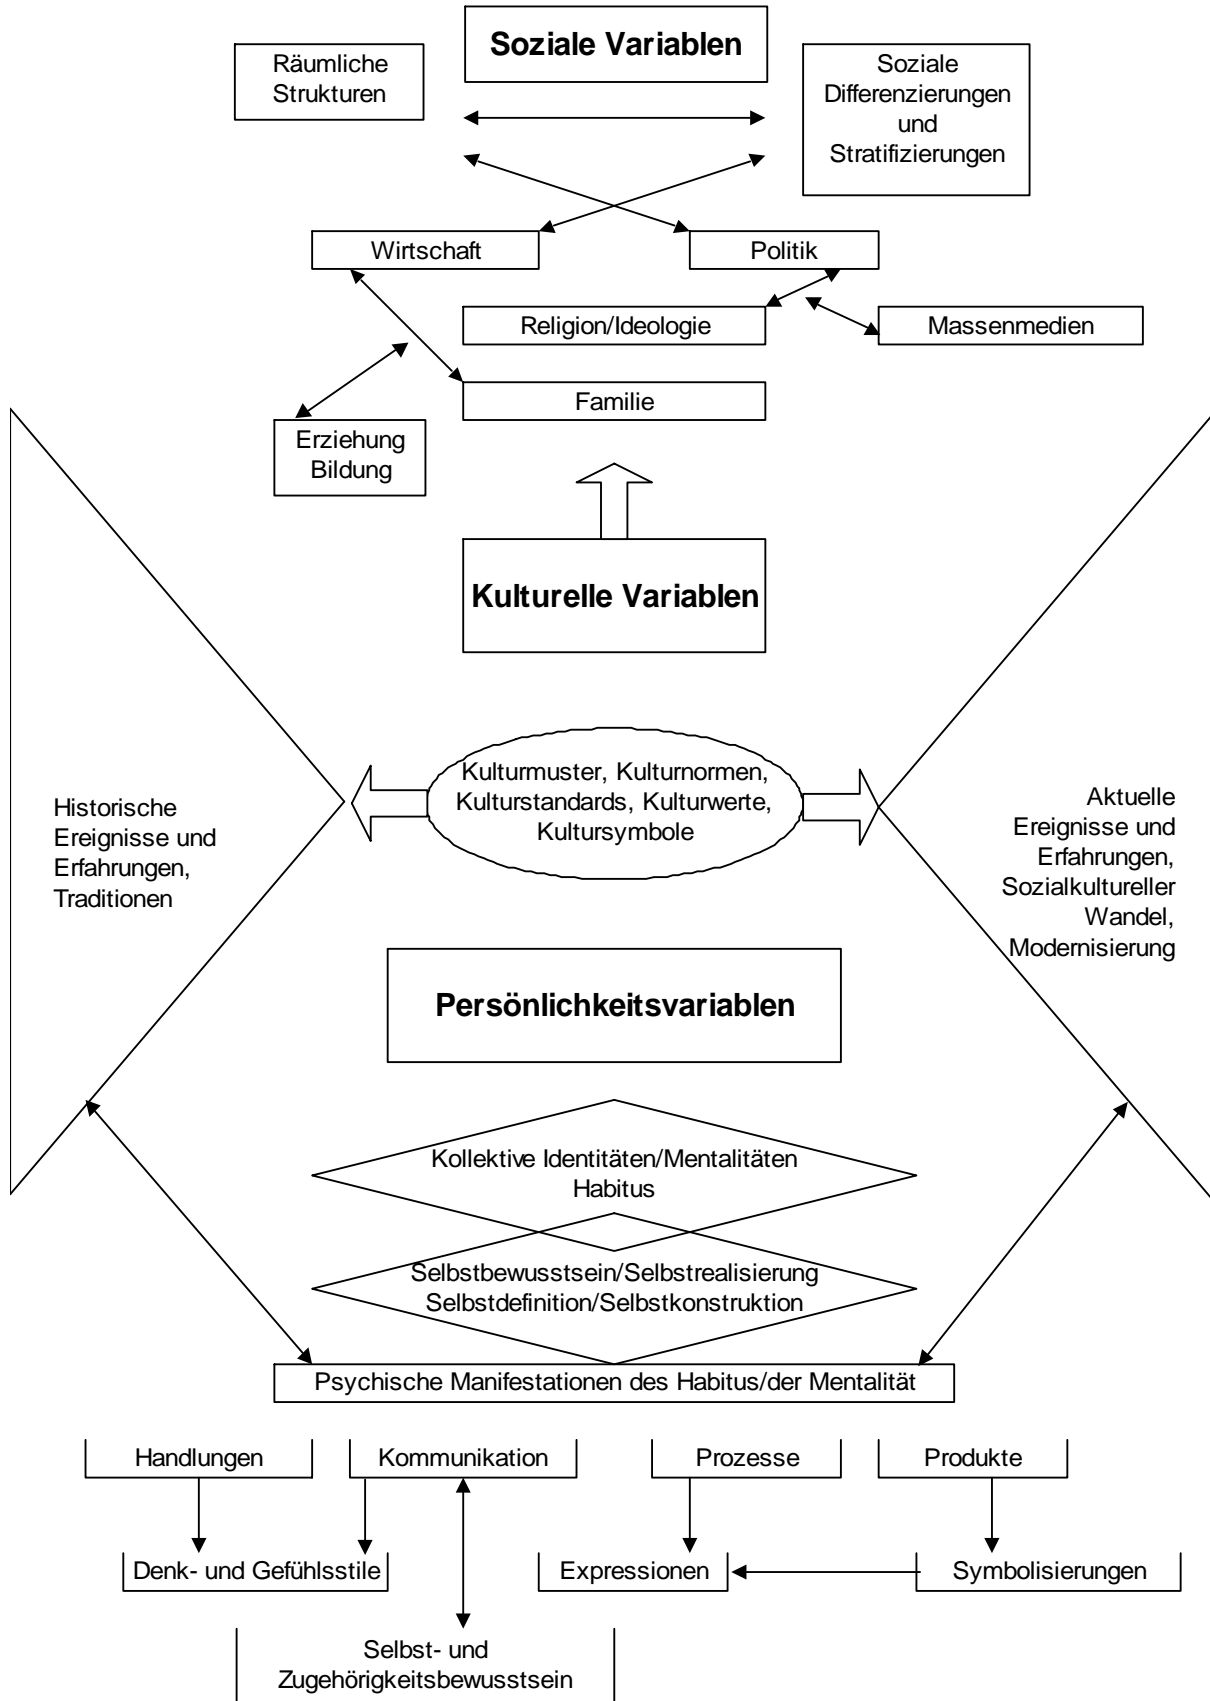 Soziale Variablen
Räumliche
Strukturen
Soziale
Differenzierungen
und
Stratifizierungen
Wirtschaft
Politik
Religion/Ideologie
Massenmedien
Familie
Erziehung
Bildung
Kulturelle Variablen
Kulturmuster, Kulturnormen,
Kulturstandards, Kulturwerte,
Kultursymbole
Historische
Ereignisse und
Erfahrungen,
Traditionen
Aktuelle
Ereignisse und
Erfahrungen,
Sozialkultureller
Wandel,
Modernisierung
Persönlichkeitsvariablen
Kollektive Identitäten/Mentalitäten
Habitus
Selbstbewusstsein/Selbstrealisierung
Selbstdefinition/Selbstkonstruktion
Psychische Manifestationen des Habitus/der Mentalität
Handlungen
Kommunikation
Prozesse
Produkte
Denk- und Gefühlsstile
Expressionen
Symbolisierungen
Selbst- und
Zugehörigkeitsbewusstsein